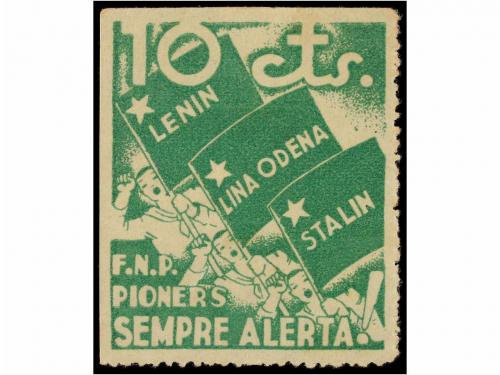 10 cts.
LENIN
LINA ODENA
STALIN
F.N.P.
PIONERS
SEMPRE ALERTA!